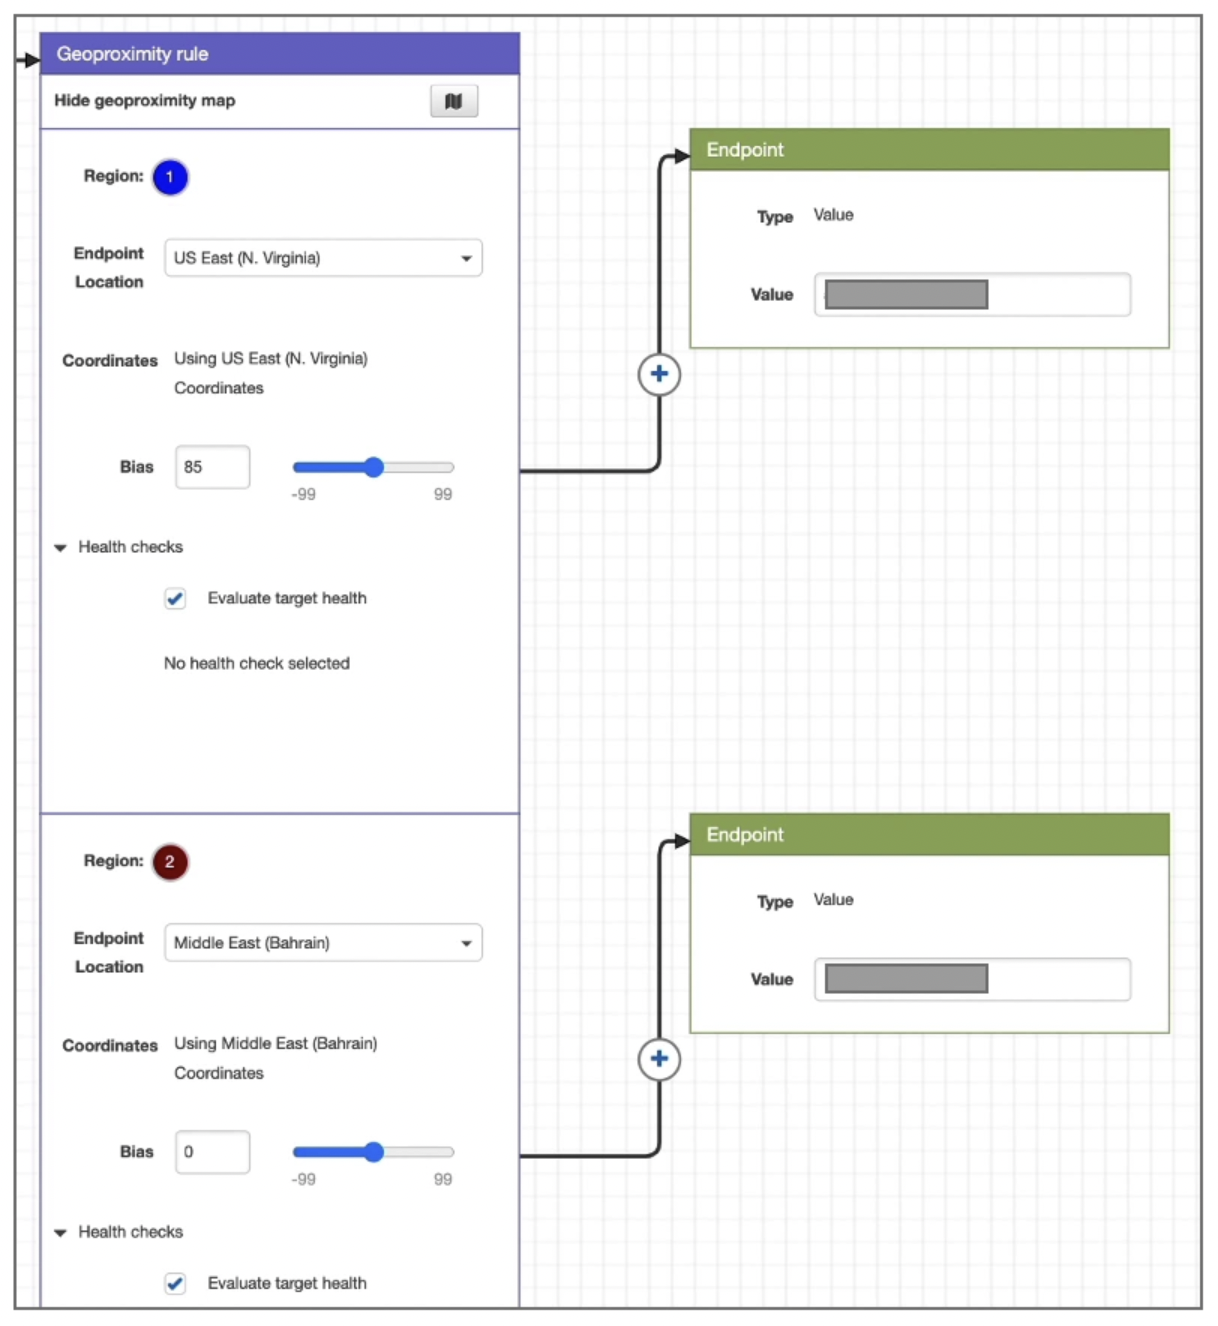 Geoproximity rule
Hide geoproximity map
Region: 1
Endpoint Location
US East (N. Virginia)
Coordinates
Using US East (N. Virginia)
Coordinates
Bias
85
-99
99
Health checks
Evaluate target health
No health check selected
Endpoint
Type
Value
Value
Region: 2
Endpoint Location
Middle East (Bahrain)
Coordinates
Using Middle East (Bahrain)
Coordinates
Bias
0
-99
99
Health checks
Evaluate target health
Endpoint
Type
Value
Value